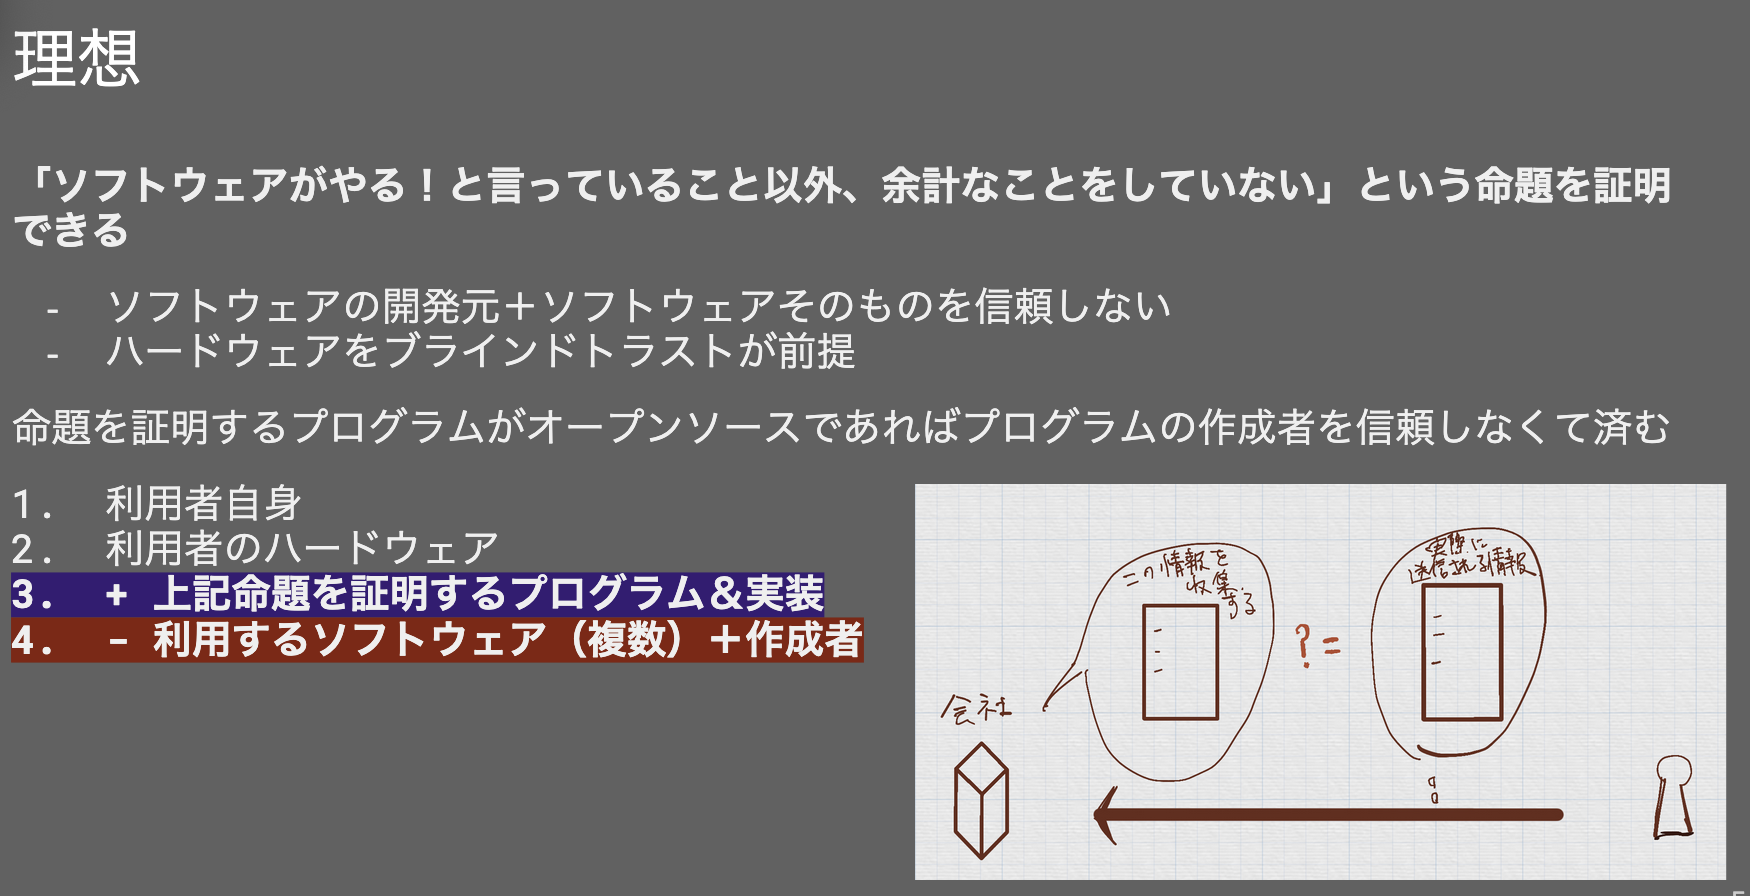 理想
「ソフトウェアがやる！と言っていること以外、余計なことをしていない」という命題を証明
できる
- ソフトウェアの開発元＋ソフトウェアそのものを信頼しない
- ハードウェアをブラインドトラストが前提
命題を証明するプログラムがオープンソースであればプログラムの作成者を信頼しなくて済む
1. 利用者自身
2. 利用者のハードウェア
3. + 上記命題を証明するプログラム＆実装
4. - 利用するソフトウェア（複数）＋作成者
この情報を
収集
する
実際に
送信される情報
?=
会社